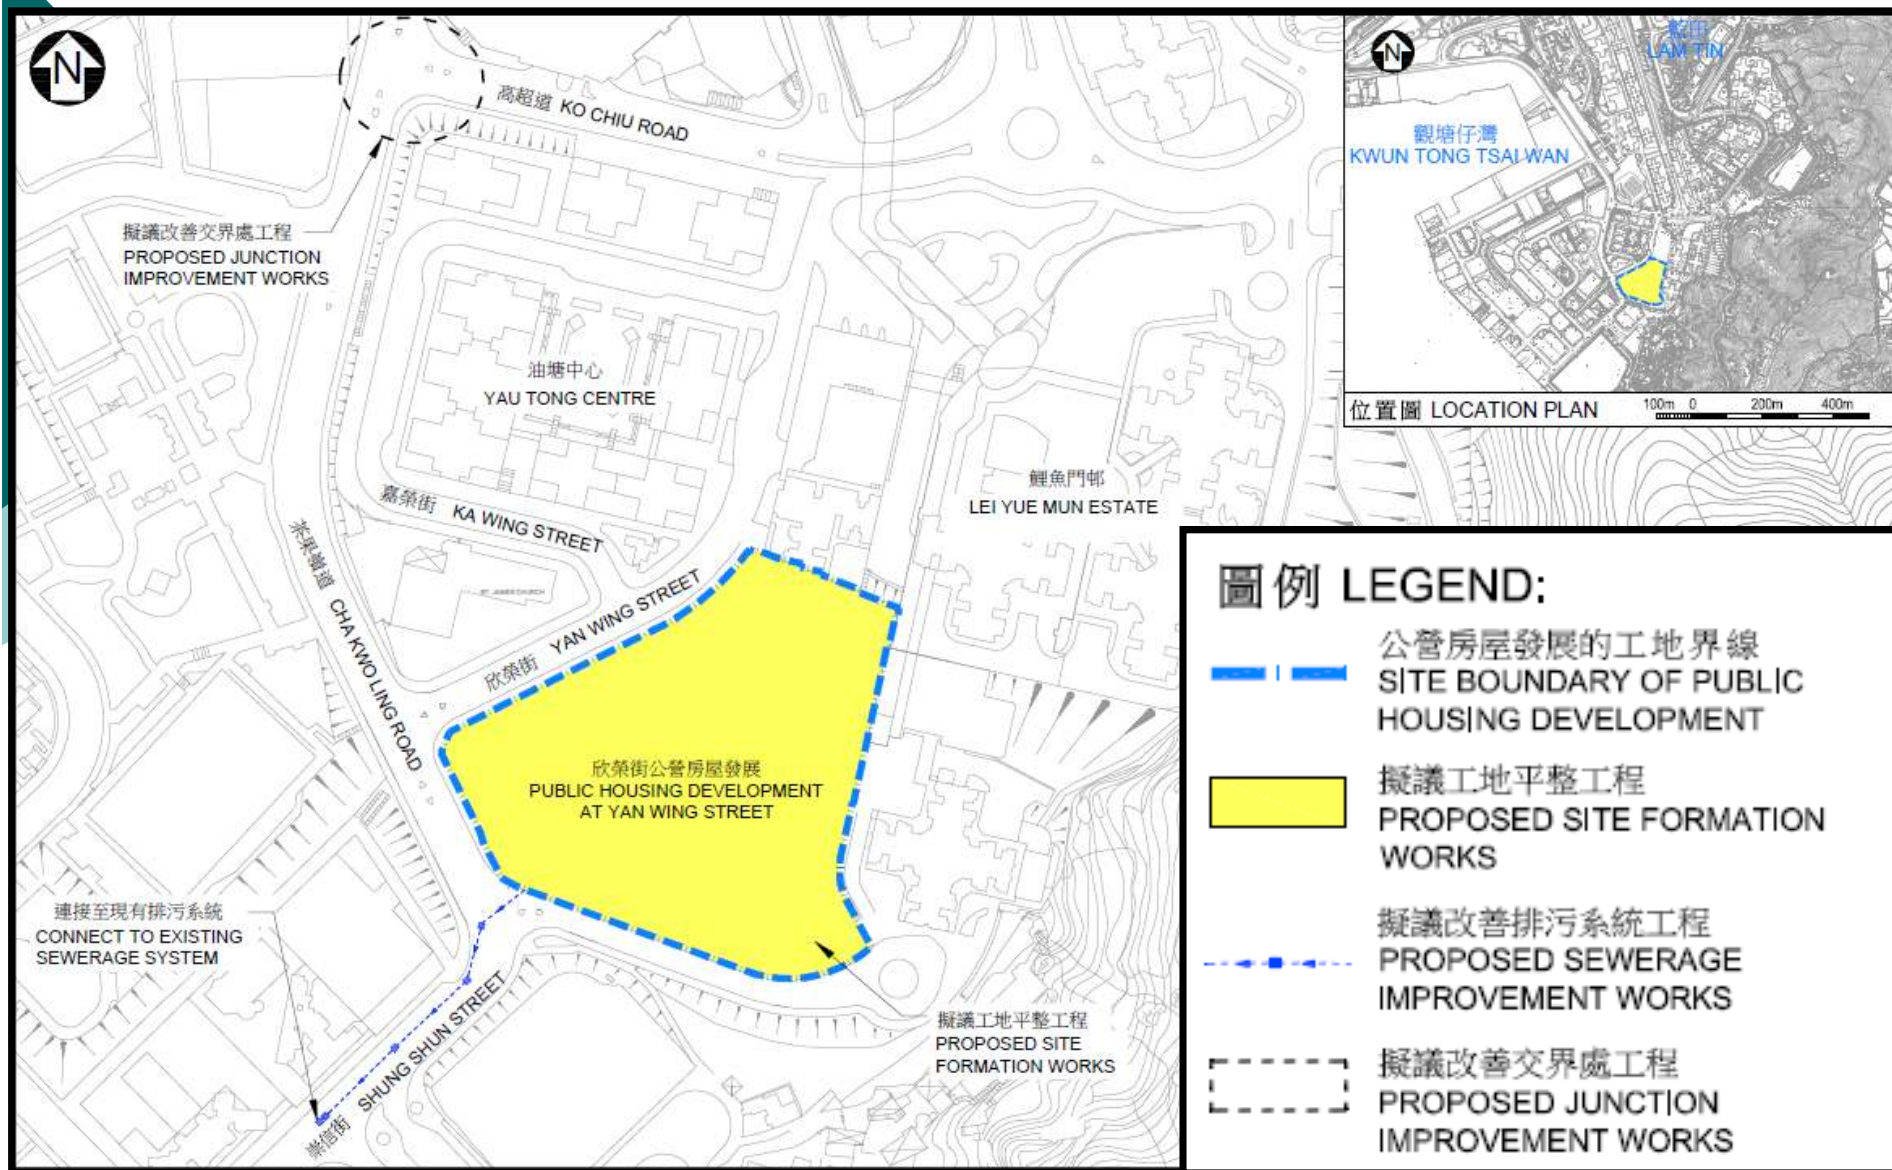 N
高超道 KO CHIU ROAD
擬議改善交界處工程
PROPOSED JUNCTION
IMPROVEMENT WORKS
油塘中心
YAU TONG CENTRE
鯉魚門邨
LEI YUE MUN ESTATE
嘉榮街 KA WING STREET
茶果嶺道 CHA KWO LING ROAD
ST. JAMES CHURCH
欣榮街 YAN WING STREET
欣榮街公營房屋發展
PUBLIC HOUSING DEVELOPMENT
AT YAN WING STREET
連接至現有排污系統
CONNECT TO EXISTING
SEWERAGE SYSTEM
崇信街 SHUNG SHUN STREET
擬議工地平整工程
PROPOSED SITE
FORMATION WORKS
N
藍田
LAM TIN
觀塘仔灣
KWUN TONG TSAI WAN
位置圖 LOCATION PLAN
100m 0 200m 400m
圖例 LEGEND:
公營房屋發展的工地界線
SITE BOUNDARY OF PUBLIC
HOUSING DEVELOPMENT
擬議工地平整工程
PROPOSED SITE FORMATION
WORKS
擬議改善排污系統工程
PROPOSED SEWERAGE
IMPROVEMENT WORKS
擬議改善交界處工程
PROPOSED JUNCTION
IMPROVEMENT WORKS